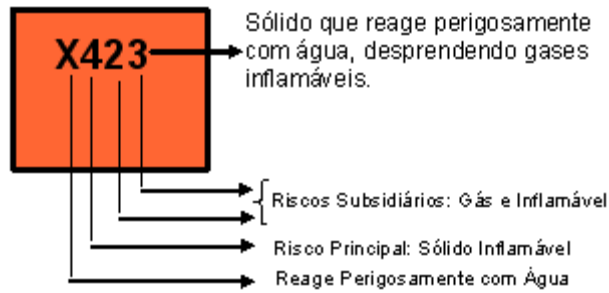 X423
Sólido que reage perigosamente
com água, desprendendo gases
inflamáveis.
Riscos Subsidiários: Gás e Inflamável
Risco Principal: Sólido Inflamável
Reage Perigosamente com Água